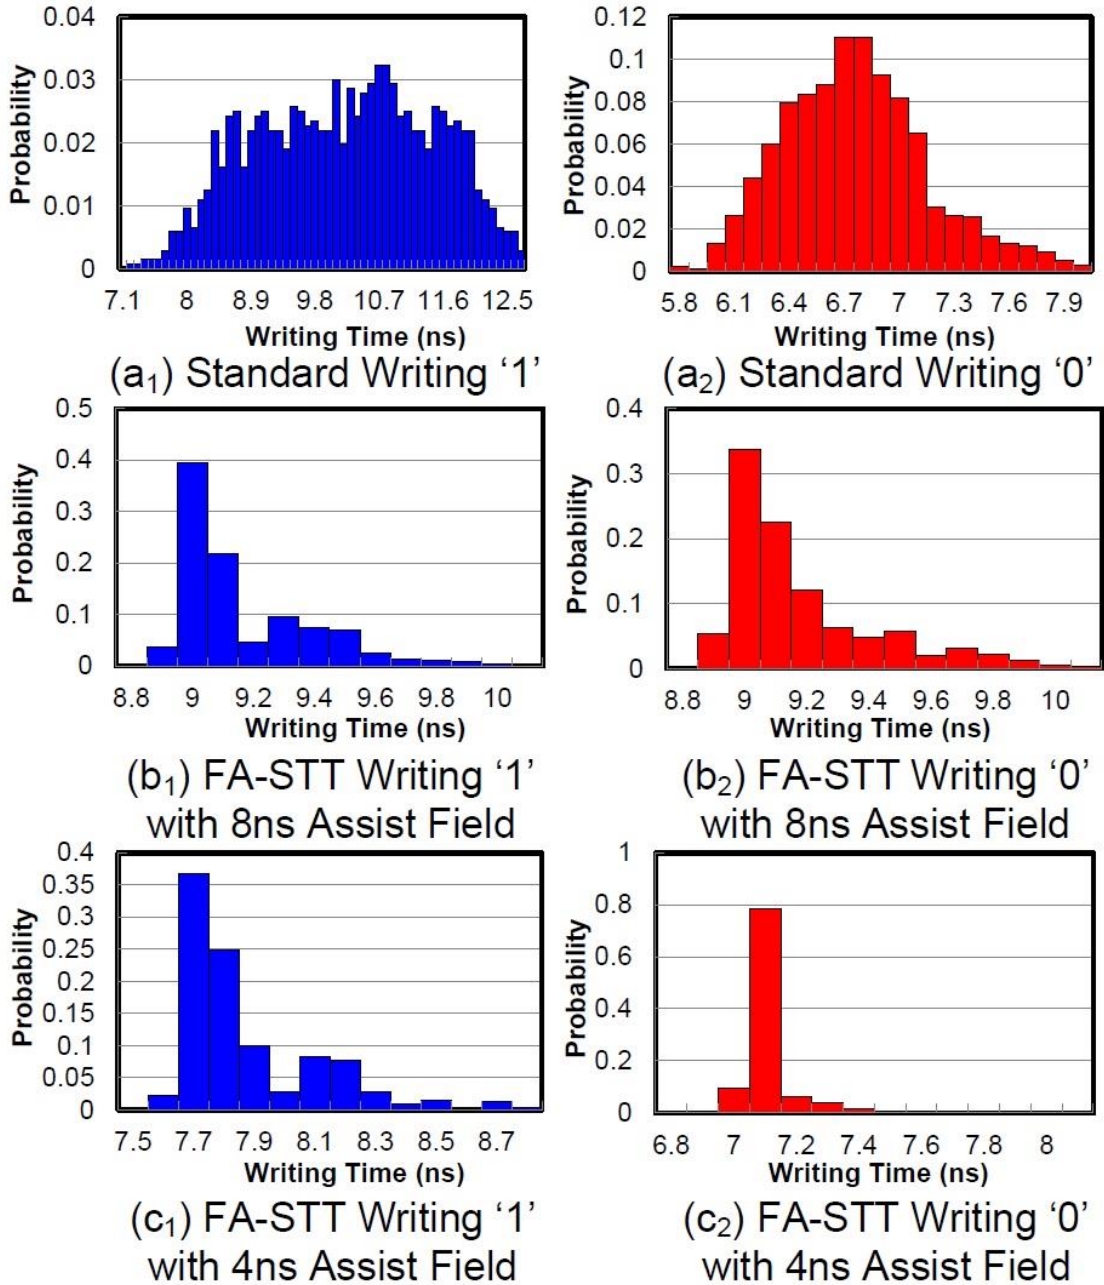 0.04
0.03
0.02
0.01
0
Probability
7.1 8 8.9 9.8 10.7 11.6 12.5
Writing Time (ns)
(a₁) Standard Writing ‘1’
0.12
0.1
0.08
0.06
0.04
0.02
0
Probability
5.8 6.1 6.4 6.7 7 7.3 7.6 7.9
Writing Time (ns)
(a₂) Standard Writing ‘0’
0.5
0.4
0.3
0.2
0.1
0
Probability
8.8 9 9.2 9.4 9.6 9.8 10
Writing Time (ns)
(b₁) FA-STT Writing ‘1’
with 8ns Assist Field
0.4
0.3
0.2
0.1
0
Probability
8.8 9 9.2 9.4 9.6 9.8 10
Writing Time (ns)
(b₂) FA-STT Writing ‘0’
with 8ns Assist Field
0.4
0.35
0.3
0.25
0.2
0.15
0.1
0.05
0
Probability
7.5 7.7 7.9 8.1 8.3 8.5 8.7
Writing Time (ns)
(c₁) FA-STT Writing ‘1’
with 4ns Assist Field
1
0.8
0.6
0.4
0.2
0
Probability
6.8 7 7.2 7.4 7.6 7.8 8
Writing Time (ns)
(c₂) FA-STT Writing ‘0’
with 4ns Assist Field